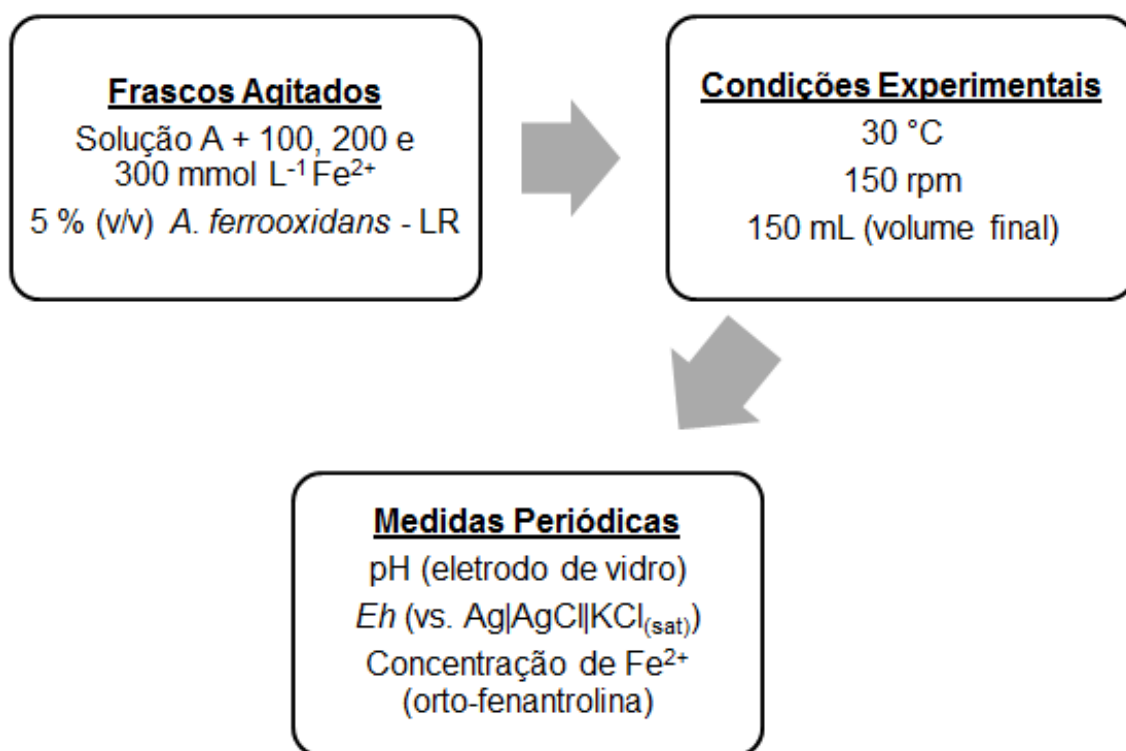 Frascos Agitados
Solução A + 100, 200 e
300 mmol L⁻¹ Fe²⁺
5 % (v/v) A. ferrooxidans - LR
Condições Experimentais
30 °C
150 rpm
150 mL (volume final)
Medidas Periódicas
pH (eletrodo de vidro)
Eh (vs. Ag|AgCl||KCl₍sat₎)
Concentração de Fe²⁺
(orto-fenantrolina)